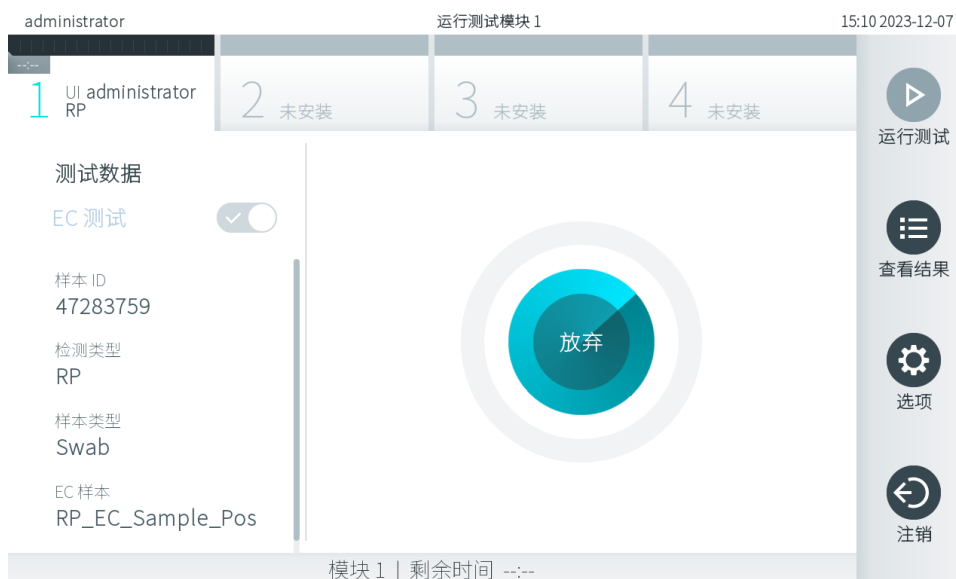 administrator
运行测试模块 1
15:10 2023-12-07
--:--
1 UI administrator
RP
2 未安装
3 未安装
4 未安装
运行测试
测试数据
EC 测试
样本 ID
47283759
检测类型
RP
样本类型
Swab
EC 样本
RP_EC_Sample_Pos
放弃
查看结果
选项
注销
模块 1 | 剩余时间 --:--